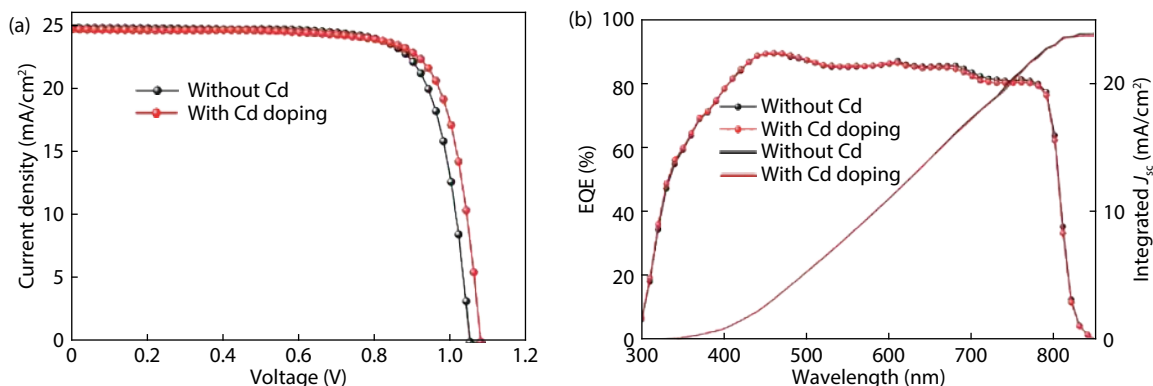 (a)
25
20
15
10
5
0
Current density (mA/cm²)
Without Cd
With Cd doping
0
0.2
0.4
0.6
0.8
1.0
1.2
Voltage (V)
(b)
100
80
60
40
20
0
EQE (%)
Without Cd
With Cd doping
Without Cd
With Cd doping
20
10
0
Integrated Jsc (mA/cm²)
300
400
500
600
700
800
Wavelength (nm)